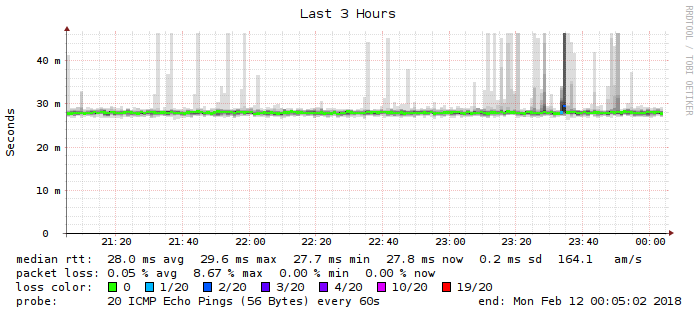 Last 3 Hours
RRDTOOL / TOBI OETIKER
Seconds
40 m
30 m
20 m
10 m
0
21:20 21:40 22:00 22:20 22:40 23:00 23:20 23:40 00:00
median rtt: 28.0 ms avg 29.6 ms max 27.7 ms min 27.8 ms now 0.2 ms sd 164.1 am/s
packet loss: 0.05 % avg 8.67 % max 0.00 % min 0.00 % now
loss color: 0 1/20 2/20 3/20 4/20 10/20 19/20
probe: 20 ICMP Echo Pings (56 Bytes) every 60s end: Mon Feb 12 00:05:02 2018